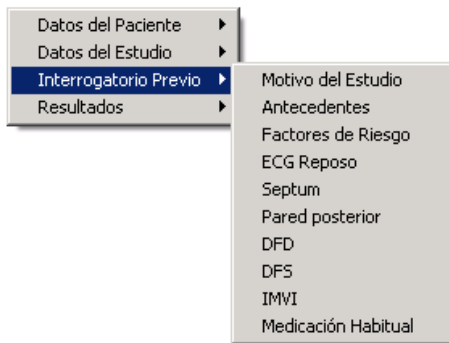 Datos del Paciente
Datos del Estudio
Interrogatorio Previo
Resultados
Motivo del Estudio
Antecedentes
Factores de Riesgo
ECG Reposo
Septum
Pared posterior
DFD
DFS
IMVI
Medicación Habitual